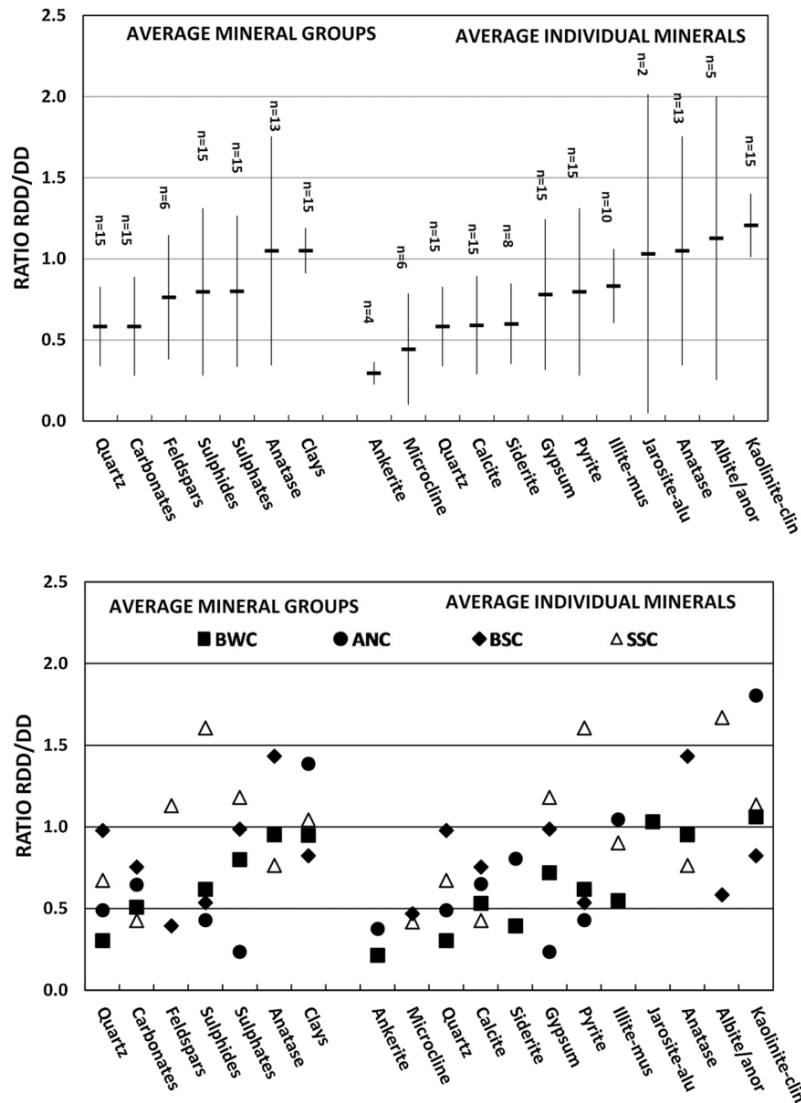 AVERAGE MINERAL GROUPS
AVERAGE INDIVIDUAL MINERALS
RATIO RDD/DD
2.5
2.0
1.5
1.0
0.5
0.0
n=15
n=15
n=6
n=15
n=15
n=13
n=15
n=4
n=6
n=15
n=15
n=8
n=15
n=15
n=10
n=2
n=13
n=5
n=15
Quartz
Carbonates
Feldspars
Sulphides
Sulphates
Anatase
Clays
Ankerite
Microcline
Quartz
Calcite
Siderite
Gypsum
Pyrite
Illite-mus
Jarosite-alu
Anatase
Albite/anor
Kaolinite-clin
AVERAGE MINERAL GROUPS
AVERAGE INDIVIDUAL MINERALS
BWC
ANC
BSC
SSC
RATIO RDD/DD
2.5
2.0
1.5
1.0
0.5
0.0
Quartz
Carbonates
Feldspars
Sulphides
Sulphates
Anatase
Clays
Ankerite
Microcline
Quartz
Calcite
Siderite
Gypsum
Pyrite
Illite-mus
Jarosite-alu
Anatase
Albite/anor
Kaolinite-clin